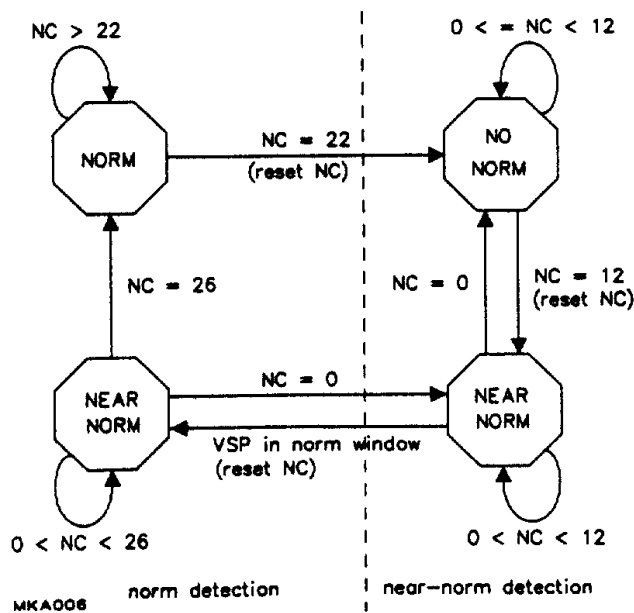 NC > 22
0 < = NC < 12
NORM
NC = 22
(reset NC)
NO
NORM
NC = 26
NC = 0
NC = 12
(reset NC)
NEAR
NORM
NC = 0
VSP in norm window
(reset NC)
NEAR
NORM
0 < NC < 26
0 < NC < 12
MKA006
norm detection
near-norm detection